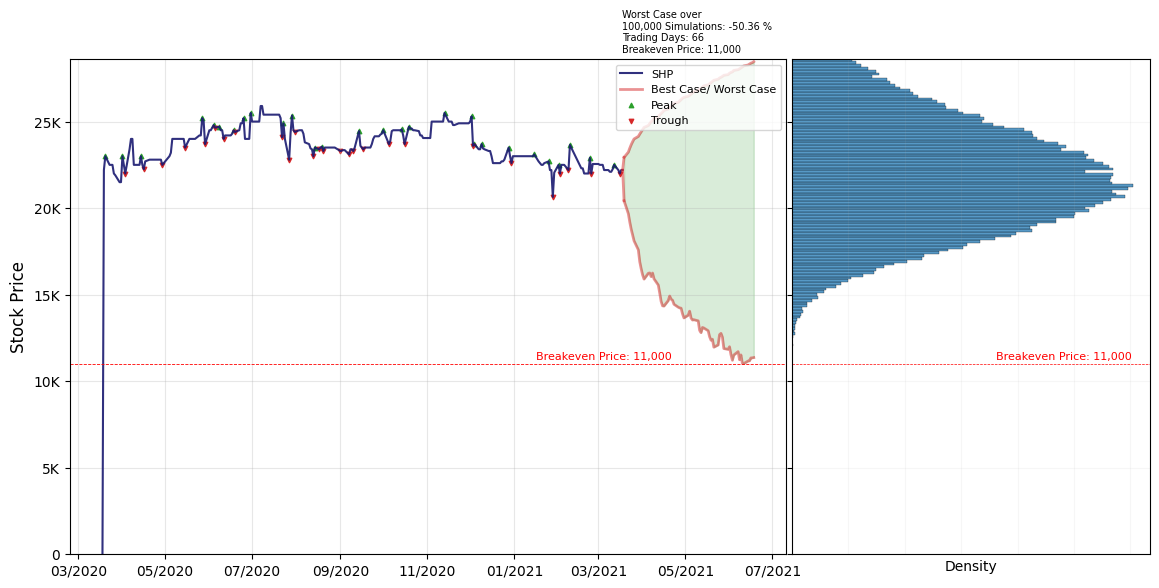 Worst Case over
100,000 Simulations: -50.36 %
Trading Days: 66
Breakeven Price: 11,000
SHP
Best Case/ Worst Case
Peak
Trough
Stock Price
25K
20K
15K
10K
5K
0
Breakeven Price: 11,000
Breakeven Price: 11,000
03/2020 05/2020 07/2020 09/2020 11/2020 01/2021 03/2021 05/2021 07/2021
Density